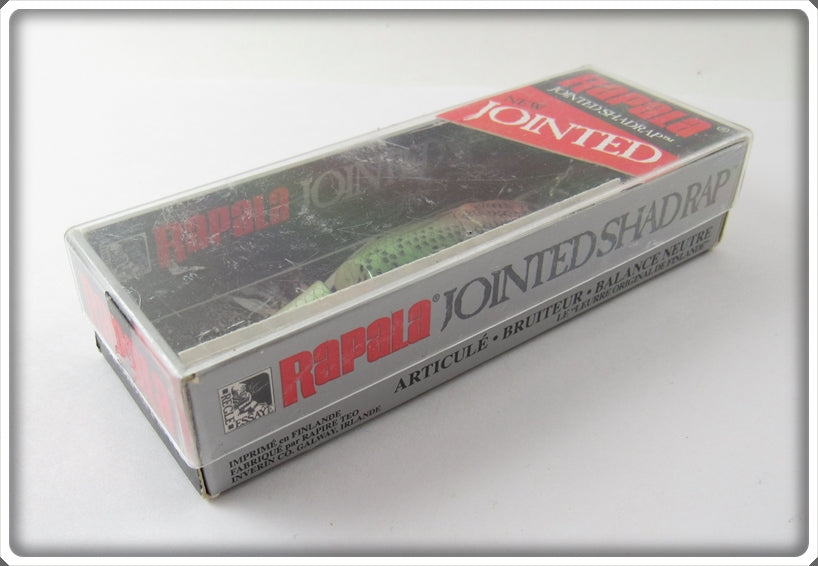 RAPALA®
JOINTED SHAD RAP™
NEW
JOINTED
RAPALA JOINTED
RAPALA® JOINTED SHAD RAP
ARTICULÉ • BRUITEUR • BALANCE NEUTRE
LE "LEURRE ORIGINAL DE FINLANDE"
IMPRIMÉ en FINLANDE
FABRIQUÉ par RAPIRE TEO
INVERIN CO. GALWAY, IRLANDE